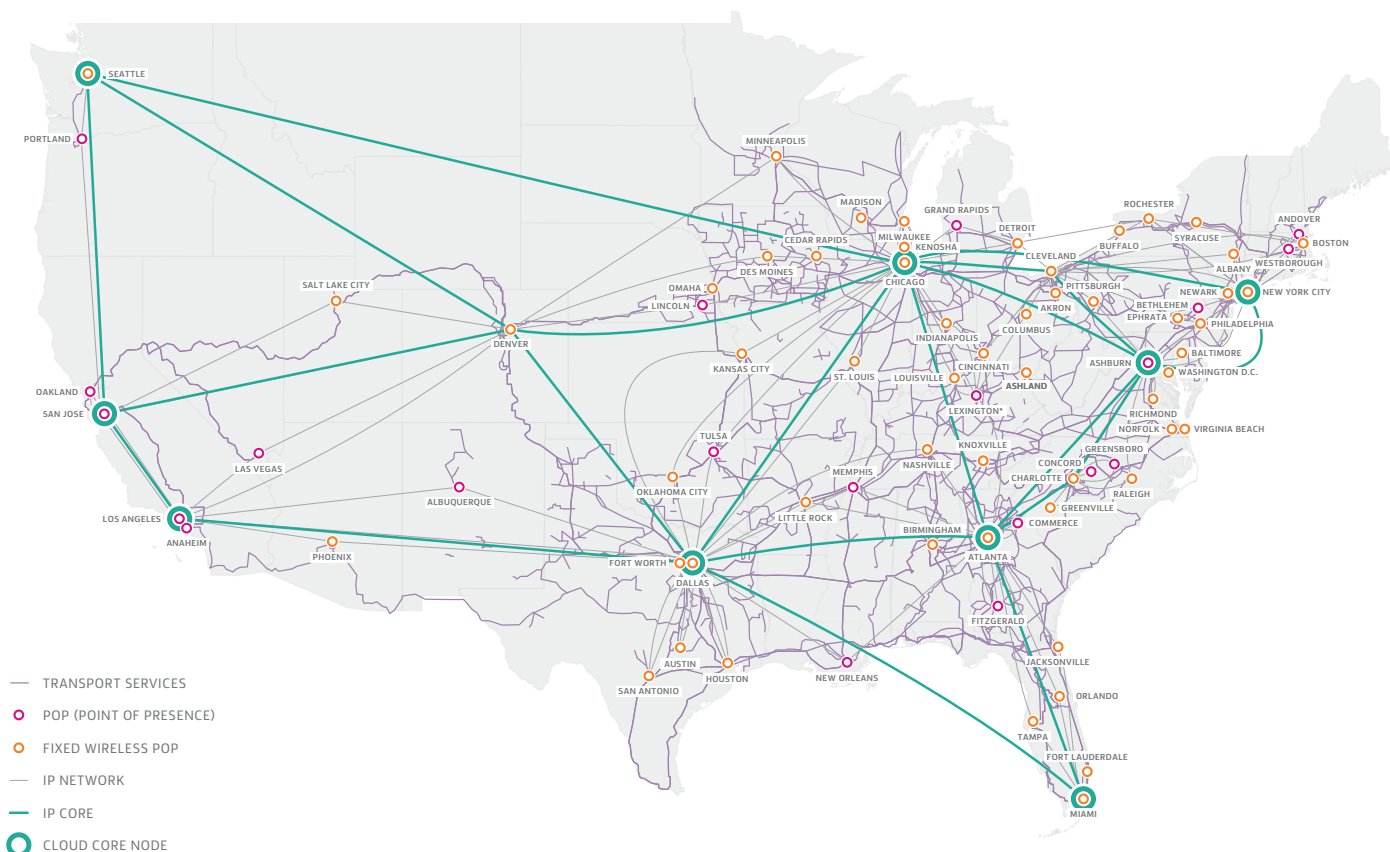 SEATTLE
PORTLAND
MINNEAPOLIS
MADISON
GRAND RAPIDS
ROCHESTER
ANDOVER
DETROIT
MILWAUKEE
CEDAR RAPIDS
KENOSHA
BUFFALO
SYRACUSE
BOSTON
CLEVELAND
WESTBOROUGH
ALBANY
DES MOINES
CHICAGO
SALT LAKE CITY
OMAHA
PITTSBURGH
NEWARK
NEW YORK CITY
LINCOLN
AKRON
BETHLEHEM
EPHRATA
PHILADELPHIA
COLUMBUS
INDIANAPOLIS
DENVER
BALTIMORE
ASHBURN
CINCINNATI
KANSAS CITY
ST. LOUIS
LOUISVILLE
WASHINGTON D.C.
ASHLAND
OAKLAND
SAN JOSE
LEXINGTON*
RICHMOND
NORFOLK
VIRGINIA BEACH
TULSA
KNOXVILLE
GREENSBORO
LAS VEGAS
NASHVILLE
CONCORD
MEMPHIS
CHARLOTTE
OKLAHOMA CITY
RALEIGH
ALBUQUERQUE
GREENVILLE
LITTLE ROCK
LOS ANGELES
COMMERCE
BIRMINGHAM
ANAHEIM
PHOENIX
ATLANTA
FORT WORTH
DALLAS
FITZGERALD
AUSTIN
JACKSONVILLE
HOUSTON
NEW ORLEANS
SAN ANTONIO
ORLANDO
TAMPA
FORT LAUDERDALE
MIAMI
TRANSPORT SERVICES
POP (POINT OF PRESENCE)
FIXED WIRELESS POP
IP NETWORK
IP CORE
CLOUD CORE NODE